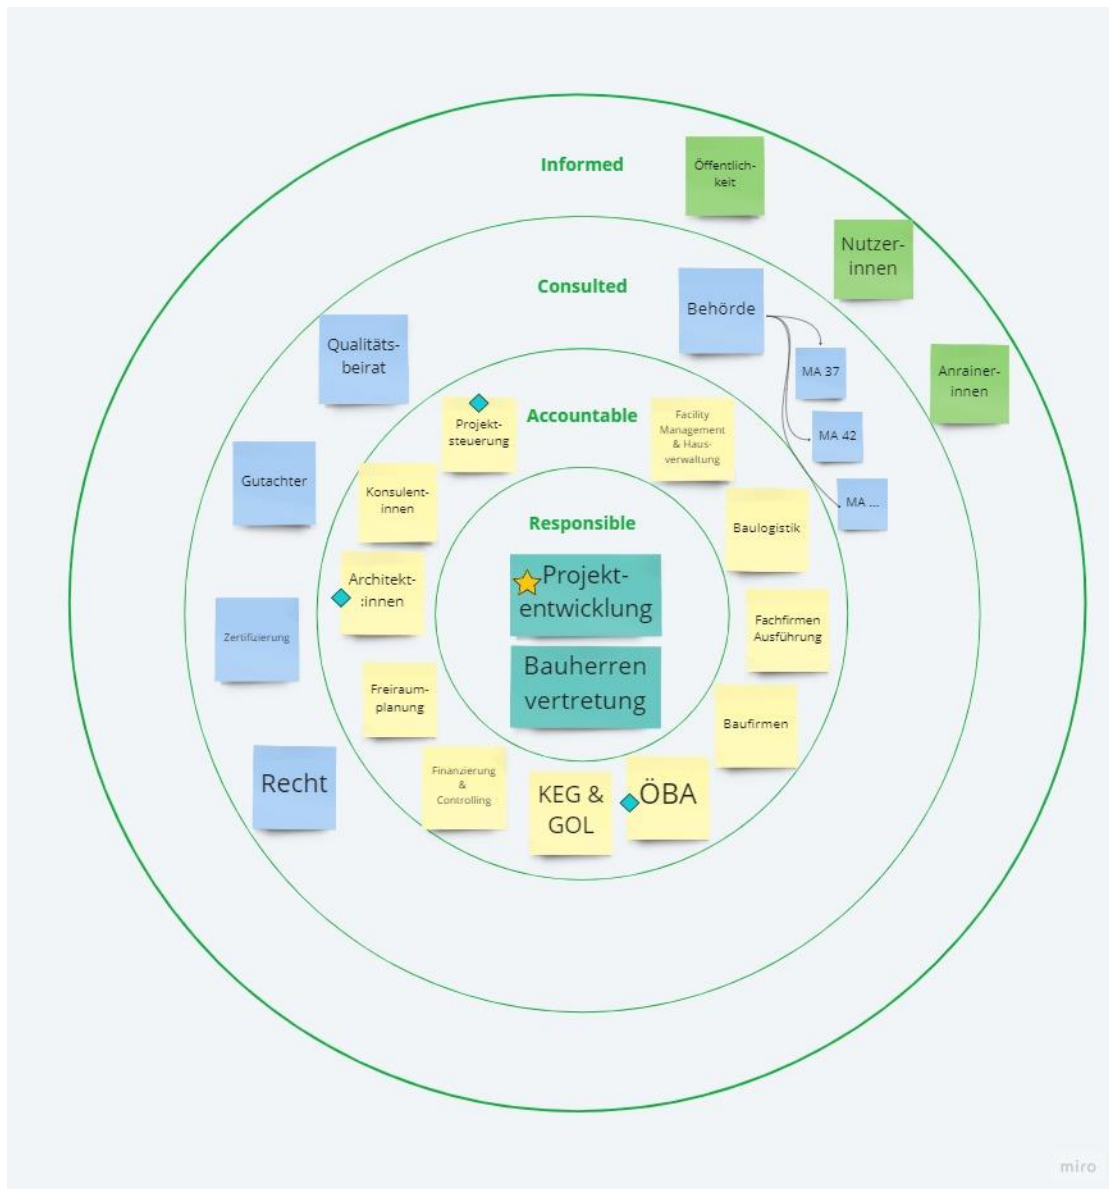 Informed
Öffentlich-
keit
Nutzer-
innen
Anrainer-
innen
Consulted
Behörde
MA 37
MA 42
MA ...
Qualitäts-
beirat
Gutachter
Zertifizierung
Recht
Accountable
Projekt-
steuerung
Facility
Management
& Haus-
verwaltung
Konsulent-
innen
Baulogistik
Architekt-
:innen
Fachfirmen
Ausführung
Freiraum-
planung
Baufirmen
Finanzierung
&
Controlling
KEG &
GOL
ÖBA
Responsible
Projekt-
entwicklung
Bauherren
vertretung
miro